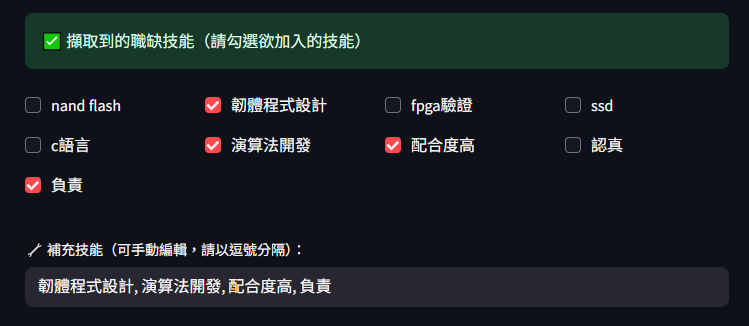 ✅ 擷取到的職缺技能（請勾選欲加入的技能）
nand flash 韌體程式設計 fpga驗證 ssd
c語言 演算法開發 配合度高 認真
負責
🔧 補充技能（可手動編輯，請以逗號分隔）：
韌體程式設計, 演算法開發, 配合度高, 負責